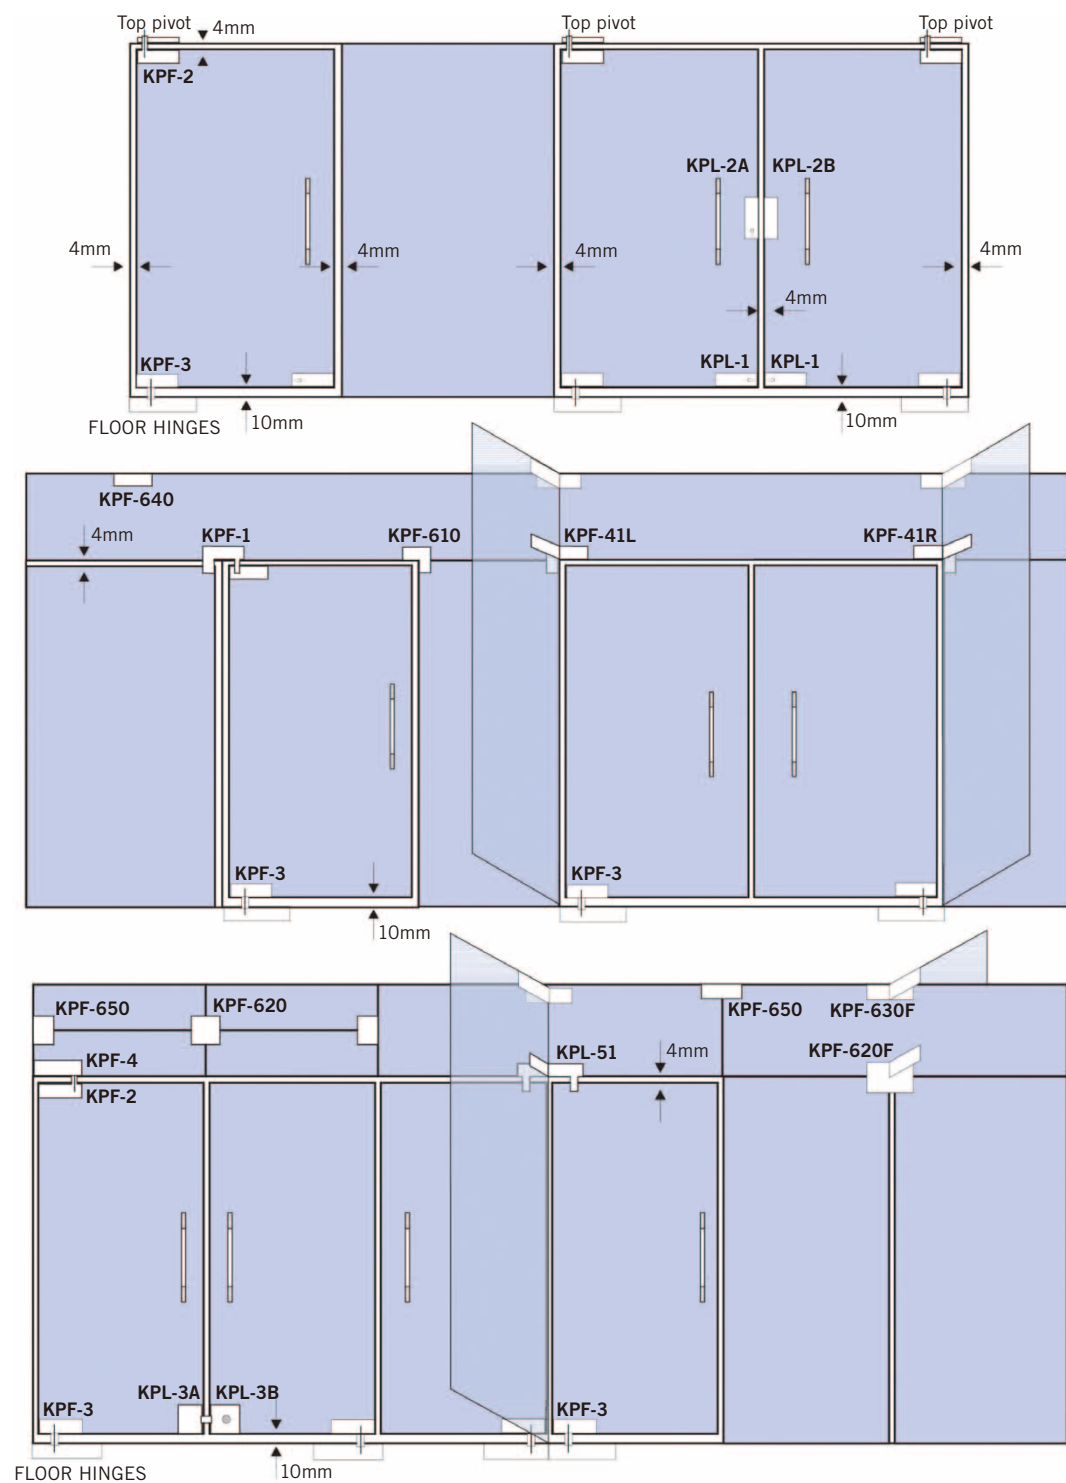 Top pivot
4mm
Top pivot
Top pivot
KPF-2
KPL-2A
KPL-2B
4mm
4mm
4mm
4mm
4mm
KPF-3
KPL-1
KPL-1
10mm
10mm
FLOOR HINGES
KPF-640
4mm
KPF-1
KPF-610
KPF-41L
KPF-41R
KPF-3
KPF-3
10mm
KPF-650
KPF-620
KPF-650
KPF-630F
KPF-4
KPL-51
4mm
KPF-620F
KPF-2
KPL-3A
KPL-3B
KPF-3
KPF-3
10mm
FLOOR HINGES